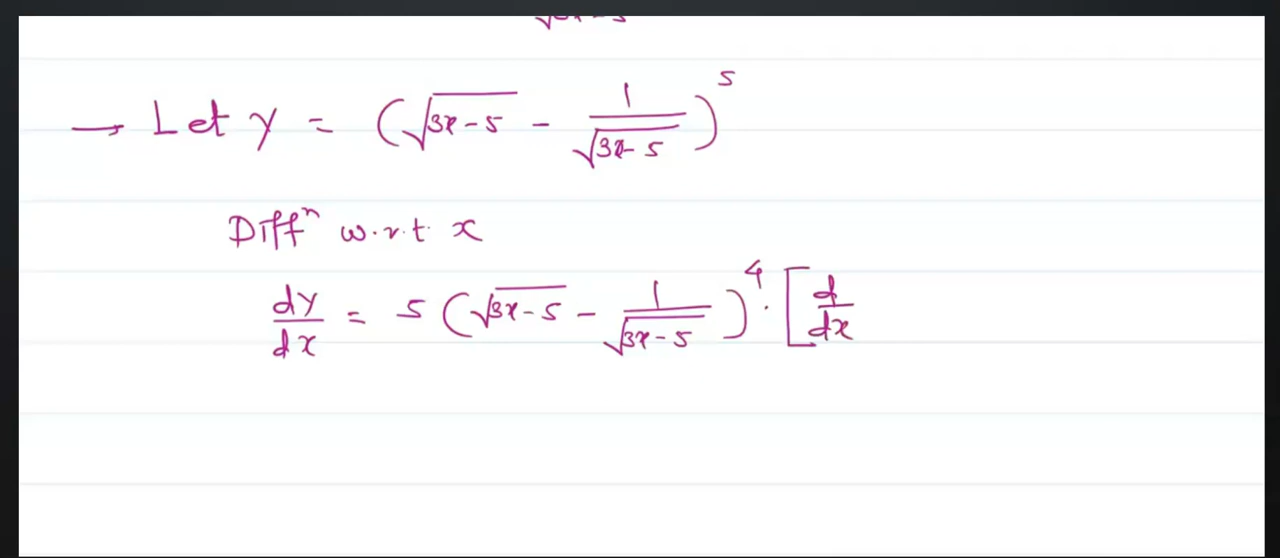 → Let y = (√3x-5 - 1/√3x-5)^5
Diffⁿ w.r.t. x
dy/dx = 5 (√3x-5 - 1/√3x-5)^4 . [d/dx